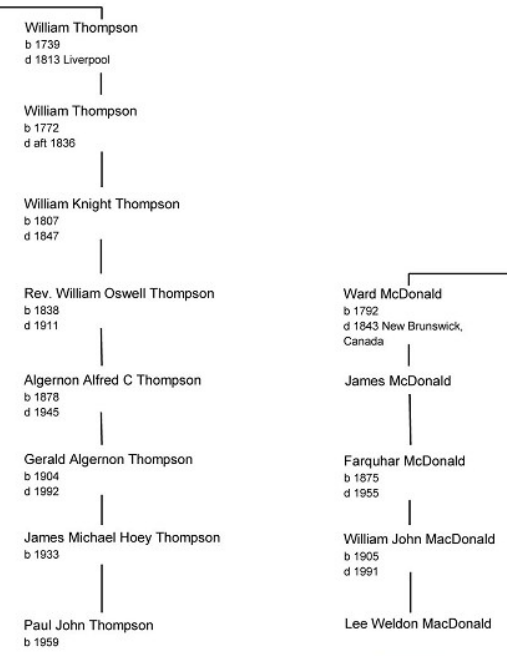 William Thompson
b 1739
d 1813 Liverpool
William Thompson
b 1772
d aft 1836
William Knight Thompson
b 1807
d 1847
Rev. William Oswell Thompson
b 1838
d 1911
Algernon Alfred C Thompson
b 1878
d 1945
Gerald Algernon Thompson
b 1904
d 1992
James Michael Hoey Thompson
b 1933
Paul John Thompson
b 1959
Ward McDonald
b 1792
d 1843 New Brunswick,
Canada
James McDonald
Farquhar McDonald
b 1875
d 1955
William John MacDonald
b 1905
d 1991
Lee Weldon MacDonald